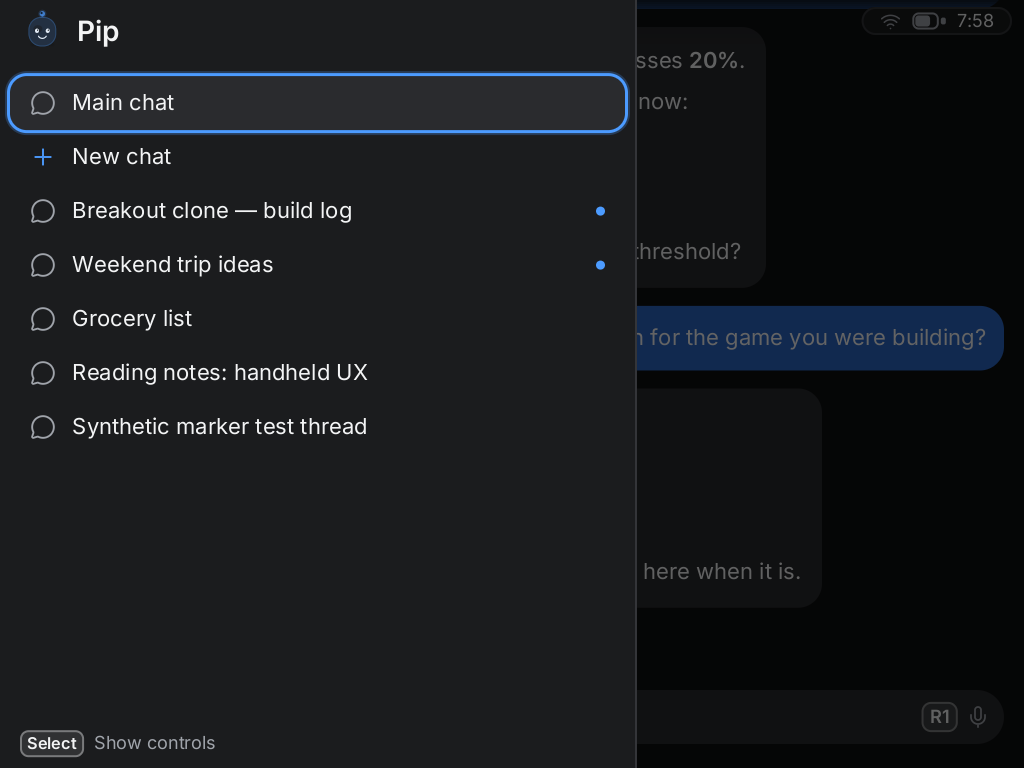 Pip
7:58
Main chat
New chat
Breakout clone — build log
Weekend trip ideas
Grocery list
Reading notes: handheld UX
Synthetic marker test thread
Select Show controls
sses 20%.
now:
threshold?
for the game you were building?
here when it is.
R1